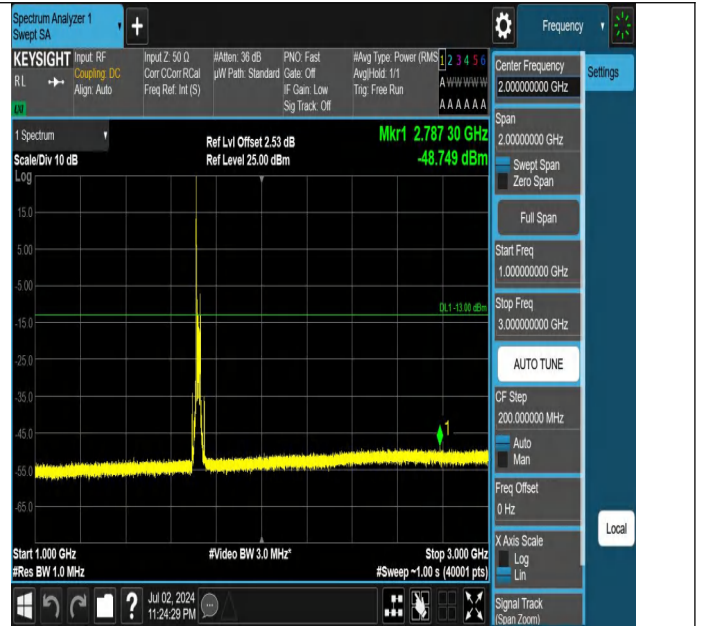 Spectrum Analyzer 1
Swept SA
Frequency
KEYSIGHT
RL
LXI
Input: RF
Coupling: DC
Align: Auto
Input Z: 50 Ω
Corr CCorr RCal
Freq Ref: Int (S)
#Atten: 36 dB
µW Path: Standard
PNO: Fast
Gate: Off
IF Gain: Low
Sig Track: Off
#Avg Type: Power (RMS
Avg|Hold: 1/1
Trig: Free Run
1 2 3 4 5 6
A W W W W W
A A A A A A
1 Spectrum
Scale/Div 10 dB
Log
Ref Lvl Offset 2.53 dB
Ref Level 25.00 dBm
Mkr1 2.787 30 GHz
-48.749 dBm
15.0
5.00
-5.00
DL1 -13.00 dBm
-15.0
-25.0
-35.0
-45.0
1
-55.0
-65.0
Start 1.000 GHz
#Res BW 1.0 MHz
#Video BW 3.0 MHz*
Stop 3.000 GHz
#Sweep ~1.00 s (40001 pts)
Center Frequency
2.000000000 GHz
Settings
Span
2.00000000 GHz
Swept Span
Zero Span
Full Span
Start Freq
1.000000000 GHz
Stop Freq
3.000000000 GHz
AUTO TUNE
CF Step
200.000000 MHz
Auto
Man
Freq Offset
0 Hz
X Axis Scale
Log
Lin
Local
Signal Track
(Span Zoom)
?
Jul 02, 2024
11:24:29 PM